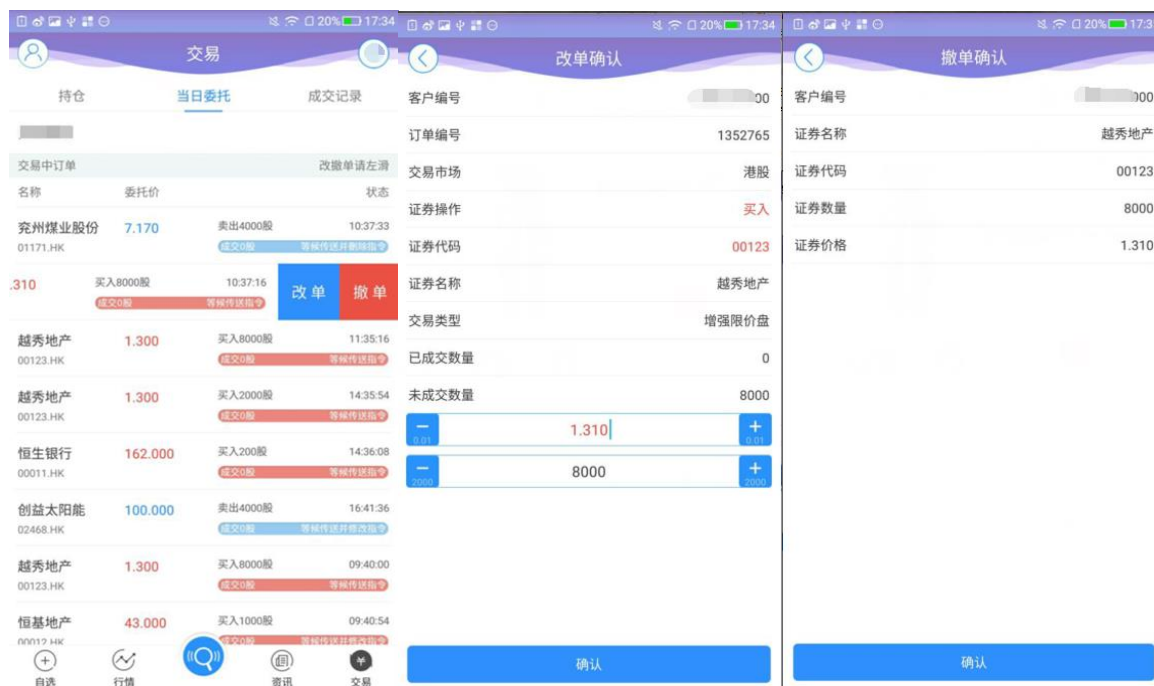 20% 17:34
交易
持仓 当日委托 成交记录
交易中订单 改撤单请左滑
名称 委托价 状态
兖州煤业股份 7.170 卖出4000股 10:37:33
01171.HK 成交0股 等候传送并删除指令
.310 买入8000股 10:37:16 改单 撤单
成交0股 等候传送指令
越秀地产 1.300 买入8000股 11:35:16
00123.HK 成交0股 等候传送指令
越秀地产 1.300 买入2000股 14:35:54
00123.HK 成交0股 等候传送指令
恒生银行 162.000 买入200股 14:36:08
00011.HK 成交0股 等候传送指令
创益太阳能 100.000 卖出4000股 16:41:36
02468.HK 成交0股 等候传送并修改指令
越秀地产 1.300 买入8000股 09:40:00
00123.HK 成交0股 等候传送指令
恒基地产 43.000 买入1000股 09:40:54
00012.HK 成交0股 等候传送并修改指令
自选 行情 资讯 交易
20% 17:34
改单确认
客户编号 00
订单编号 1352765
交易市场 港股
证券操作 买入
证券代码 00123
证券名称 越秀地产
交易类型 增强限价盘
已成交数量 0
未成交数量 8000
− 1.310 +
0.01 0.01
− 8000 +
2000 2000
确认
20% 17:3
撤单确认
客户编号 000
证券名称 越秀地产
证券代码 00123
证券数量 8000
证券价格 1.310
确认